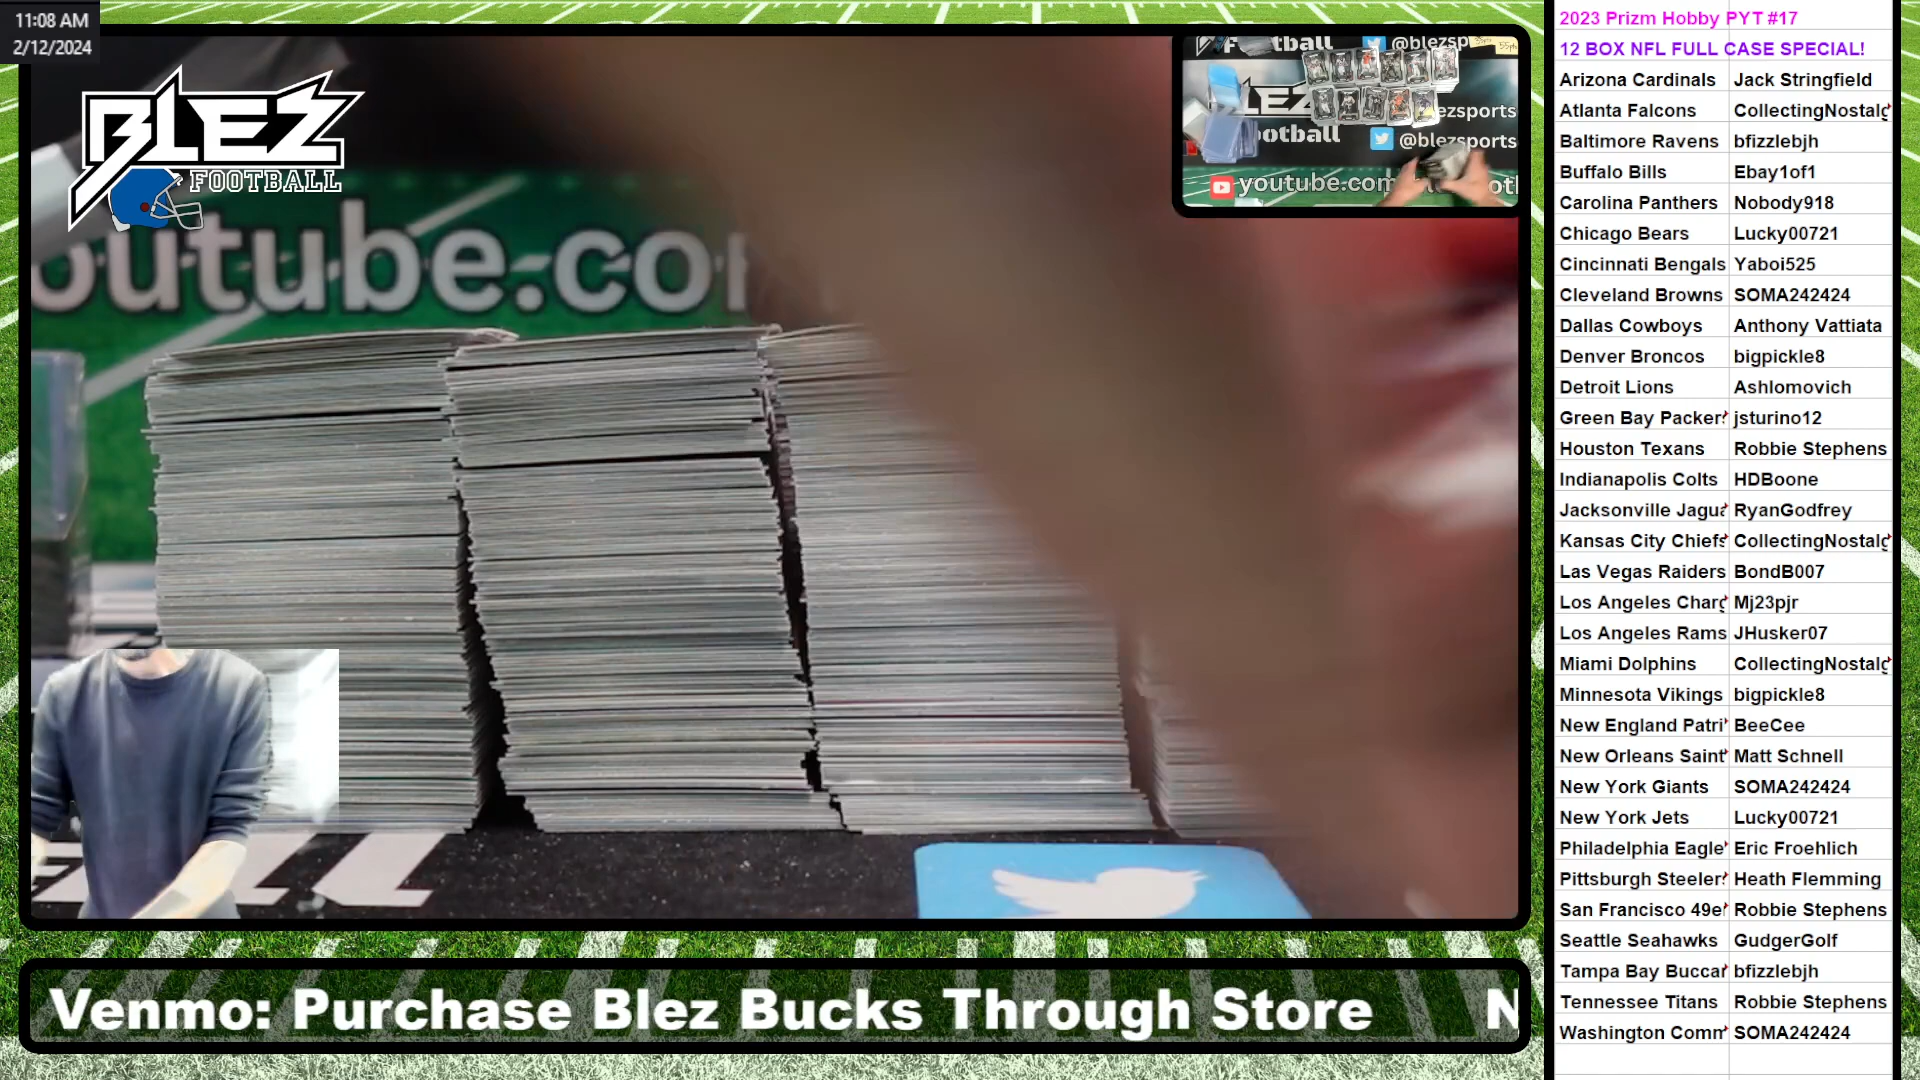 11:08 AM
2/12/2024
BLEZ
FOOTBALL
outube.co
@blezsp
ezsports
otball
@blezsports
youtube.com
Venmo: Purchase Blez Bucks Through Store
2023 Prizm Hobby PYT #17
12 BOX NFL FULL CASE SPECIAL!
Arizona Cardinals Jack Stringfield
Atlanta Falcons CollectingNostalg
Baltimore Ravens bfizzlebjh
Buffalo Bills Ebay1of1
Carolina Panthers Nobody918
Chicago Bears Lucky00721
Cincinnati Bengals Yaboi525
Cleveland Browns SOMA242424
Dallas Cowboys Anthony Vattiata
Denver Broncos bigpickle8
Detroit Lions Ashlomovich
Green Bay Packer jsturino12
Houston Texans Robbie Stephens
Indianapolis Colts HDBoone
Jacksonville Jagua RyanGodfrey
Kansas City Chiefs CollectingNostalg
Las Vegas Raiders BondB007
Los Angeles Charg Mj23pjr
Los Angeles Rams JHusker07
Miami Dolphins CollectingNostalg
Minnesota Vikings bigpickle8
New England Patri BeeCee
New Orleans Saint Matt Schnell
New York Giants SOMA242424
New York Jets Lucky00721
Philadelphia Eagle Eric Froehlich
Pittsburgh Steeler Heath Flemming
San Francisco 49e Robbie Stephens
Seattle Seahawks GudgerGolf
Tampa Bay Buccar bfizzlebjh
Tennessee Titans Robbie Stephens
Washington Comm SOMA242424